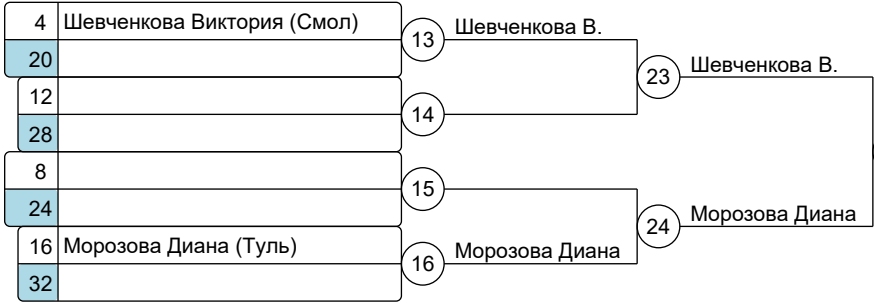 4 Шевченкова Виктория (Смол)
20
13 Шевченкова В.
12
28
14
23 Шевченкова В.
8
24
15
16 Морозова Диана (Туль)
32
16 Морозова Диана
24 Морозова Диана